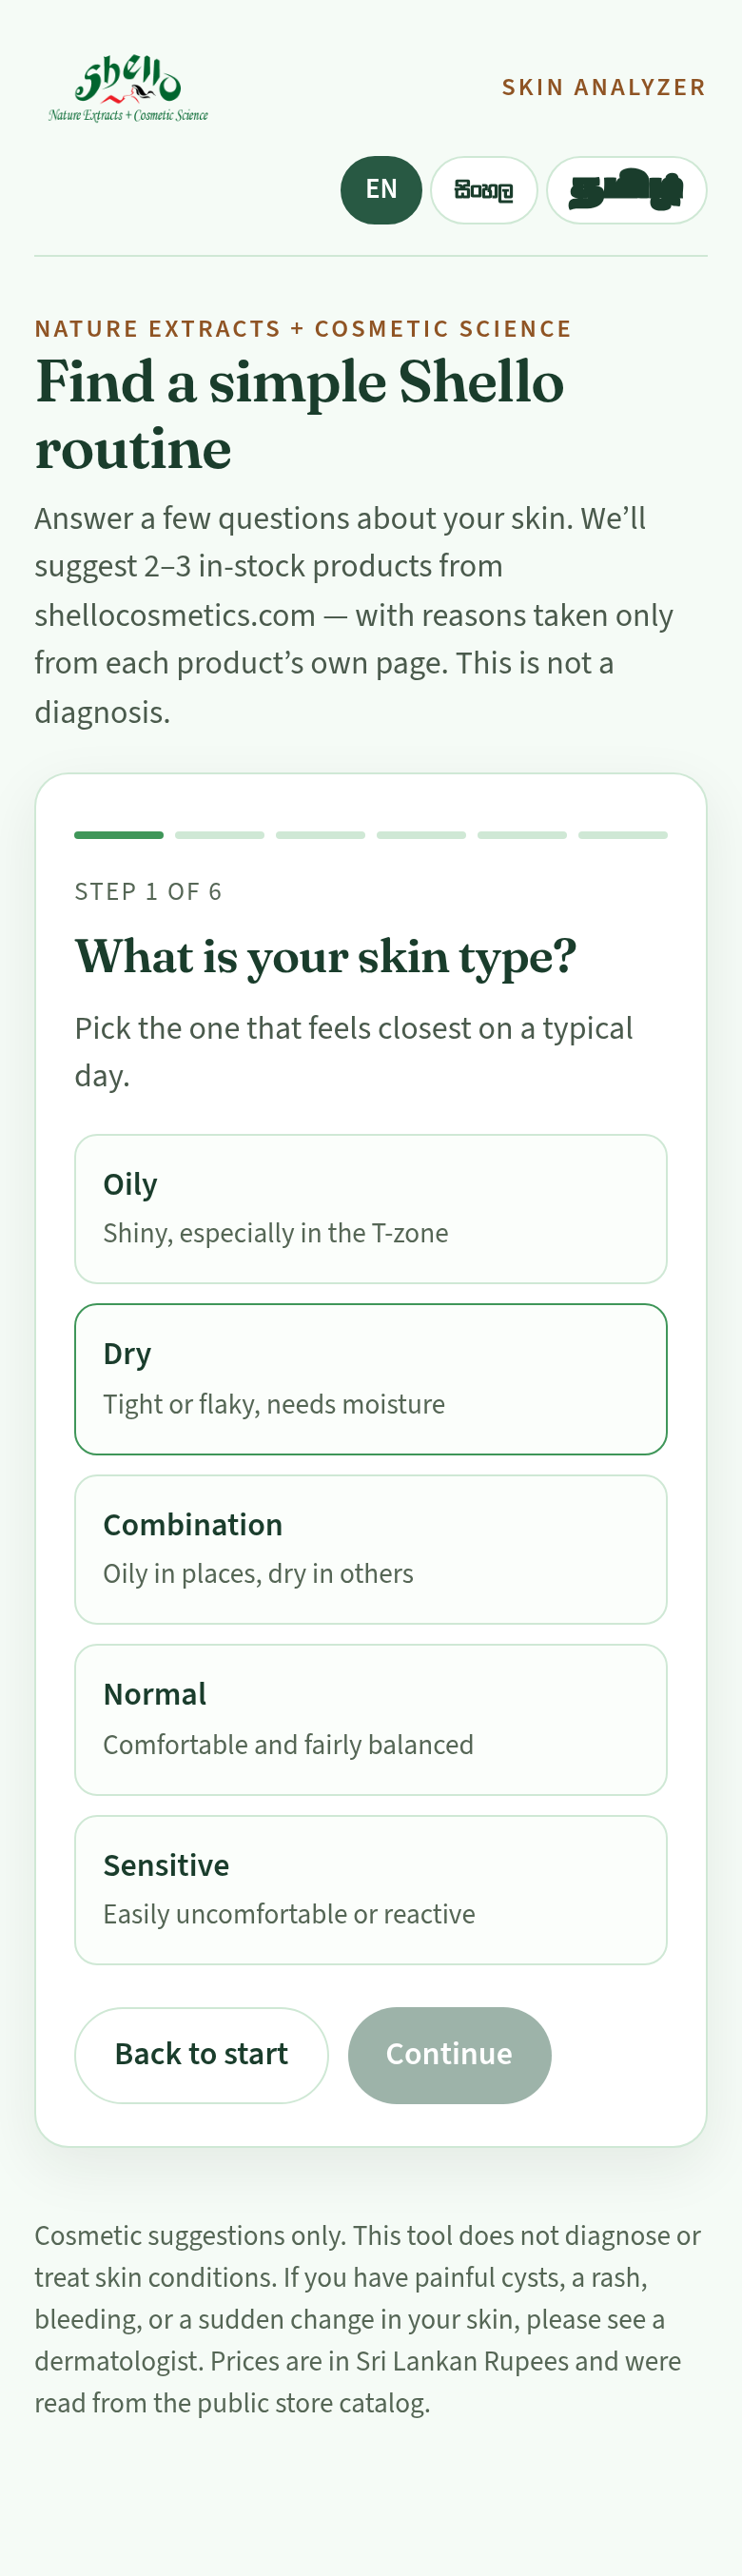 Shello
Nature Extracts + Cosmetic Science
SKIN ANALYZER
EN
සිංහල
NATURE EXTRACTS + COSMETIC SCIENCE
Find a simple Shello
routine
Answer a few questions about your skin. We’ll
suggest 2–3 in-stock products from
shellocosmetics.com — with reasons taken only
from each product’s own page. This is not a
diagnosis.
STEP 1 OF 6
What is your skin type?
Pick the one that feels closest on a typical
day.
Oily
Shiny, especially in the T-zone
Dry
Tight or flaky, needs moisture
Combination
Oily in places, dry in others
Normal
Comfortable and fairly balanced
Sensitive
Easily uncomfortable or reactive
Back to start
Continue
Cosmetic suggestions only. This tool does not diagnose or
treat skin conditions. If you have painful cysts, a rash,
bleeding, or a sudden change in your skin, please see a
dermatologist. Prices are in Sri Lankan Rupees and were
read from the public store catalog.